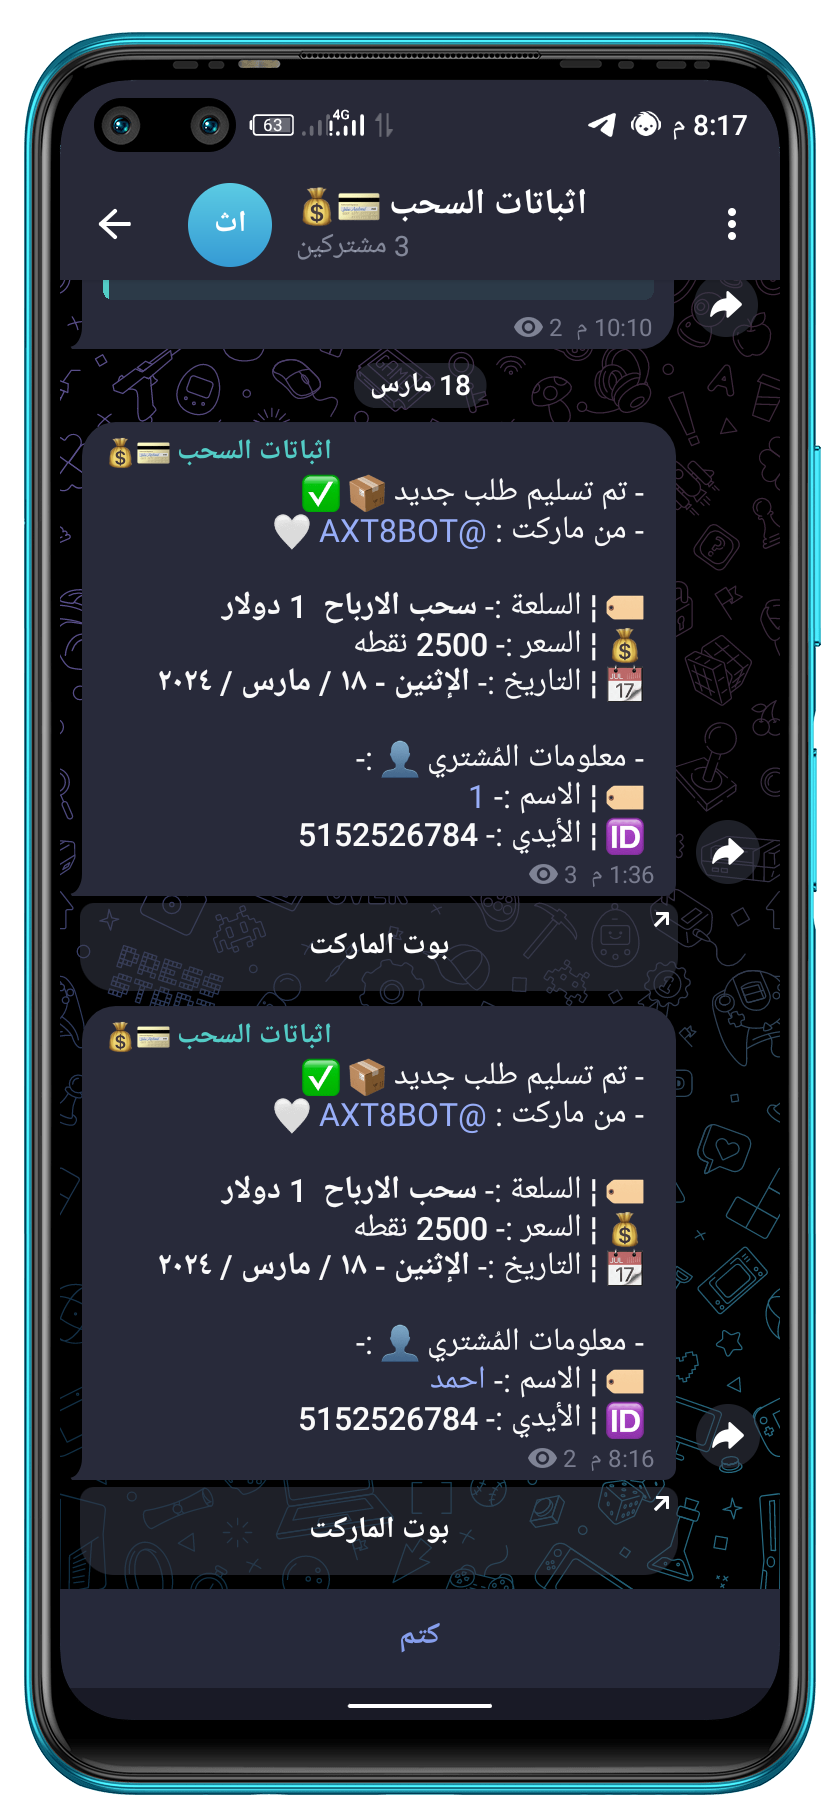 8:17 م
4G
63
اثباتات السحب 💳💰
3 مشتركين
اث
10:10 م 2
18 مارس
اثباتات السحب 💳💰
- تم تسليم طلب جديد 📦 ✅
- من ماركت : @AXT8BOT 🤍
🏷 ¦ السلعة :- سحب الارباح 1 دولار
💰 ¦ السعر :- 2500 نقطه
📅 ¦ التاريخ :- الإثنين - ١٨ / مارس / ٢٠٢٤
- معلومات المُشتري 👤 :-
🏷 ¦ الاسم :- 1
🆔 ¦ الأيدي :- 5152526784
1:36 م 3
بوت الماركت
اثباتات السحب 💳💰
- تم تسليم طلب جديد 📦 ✅
- من ماركت : @AXT8BOT 🤍
🏷 ¦ السلعة :- سحب الارباح 1 دولار
💰 ¦ السعر :- 2500 نقطه
📅 ¦ التاريخ :- الإثنين - ١٨ / مارس / ٢٠٢٤
- معلومات المُشتري 👤 :-
🏷 ¦ الاسم :- احمد
🆔 ¦ الأيدي :- 5152526784
8:16 م 2
بوت الماركت
كتم